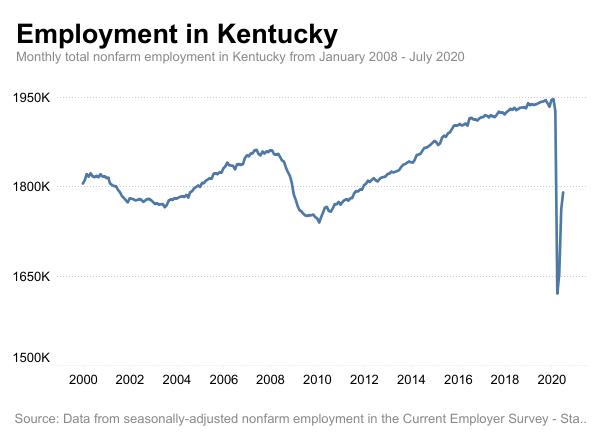 Employment in Kentucky
Monthly total nonfarm employment in Kentucky from January 2008 - July 2020
1950K
1800K
1650K
1500K
2000 2002 2004 2006 2008 2010 2012 2014 2016 2018 2020
Source: Data from seasonally-adjusted nonfarm employment in the Current Employer Survey - Sta..